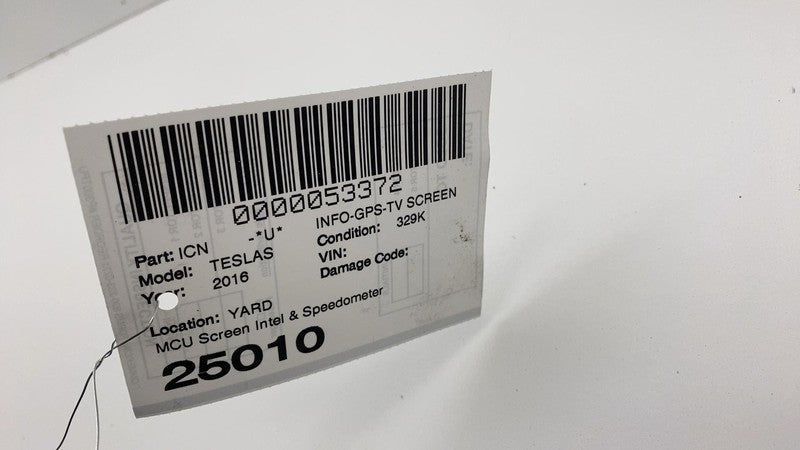 0000053372
Part: ICN -*U* INFO-GPS-TV SCREEN
Model: TESLAS Condition: 329K
Year: 2016 VIN:
Damage Code:
Location: YARD
MCU Screen Intel & Speedometer
25010